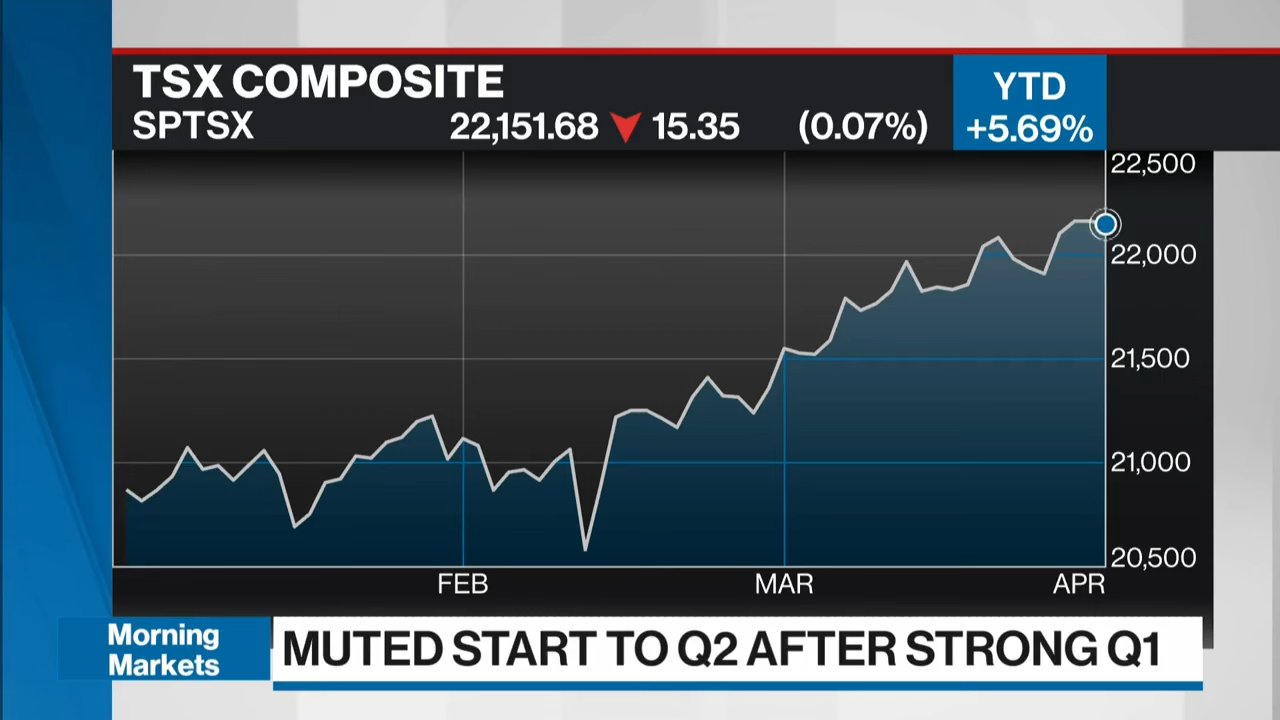 TSX COMPOSITE
SPTSX 22,151.68 15.35 (0.07%)
YTD
+5.69%
22,500
22,000
21,500
21,000
20,500
FEB MAR APR
Morning
Markets
MUTED START TO Q2 AFTER STRONG Q1